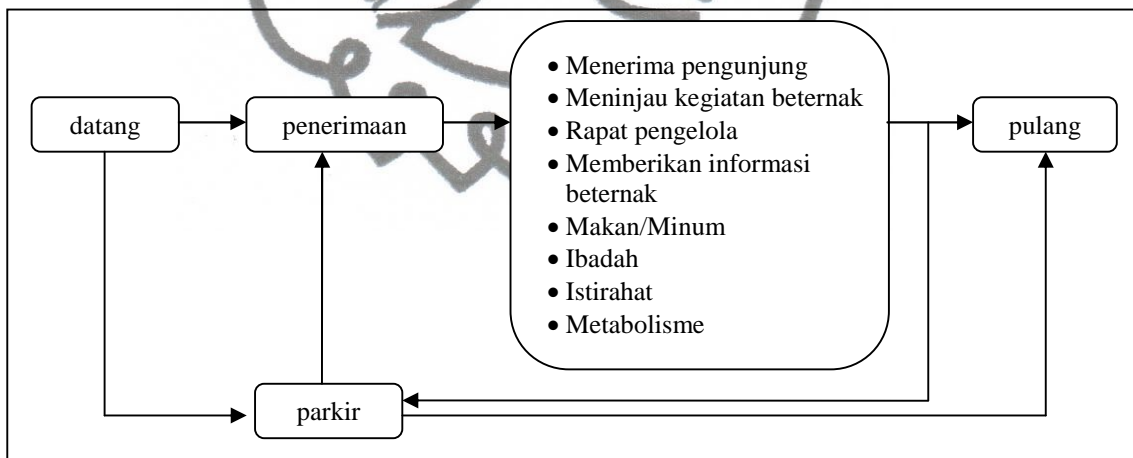 datang
penerimaan
• Menerima pengunjung
• Meninjau kegiatan beternak
• Rapat pengelola
• Memberikan informasi
beternak
• Makan/Minum
• Ibadah
• Istirahat
• Metabolisme
pulang
parkir